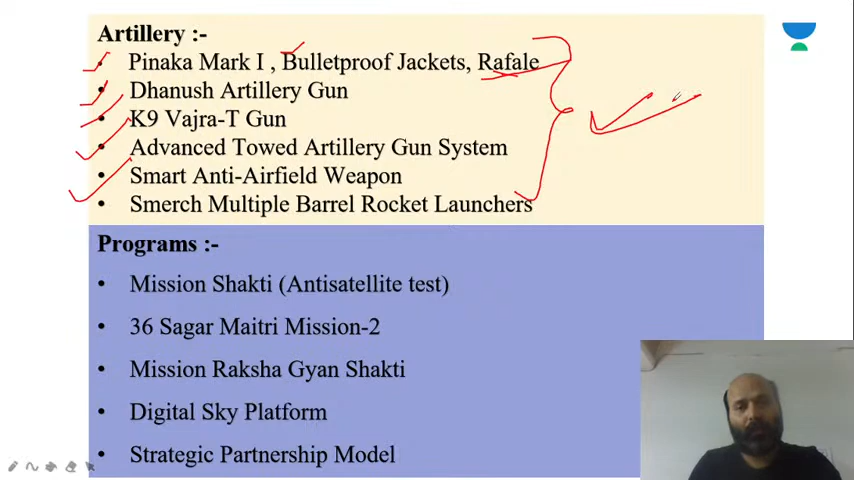 Artillery :-
• Pinaka Mark I , Bulletproof Jackets, Rafale
• Dhanush Artillery Gun
• K9 Vajra-T Gun
• Advanced Towed Artillery Gun System
• Smart Anti-Airfield Weapon
• Smerch Multiple Barrel Rocket Launchers
Programs :-
• Mission Shakti (Antisatellite test)
• 36 Sagar Maitri Mission-2
• Mission Raksha Gyan Shakti
• Digital Sky Platform
• Strategic Partnership Model